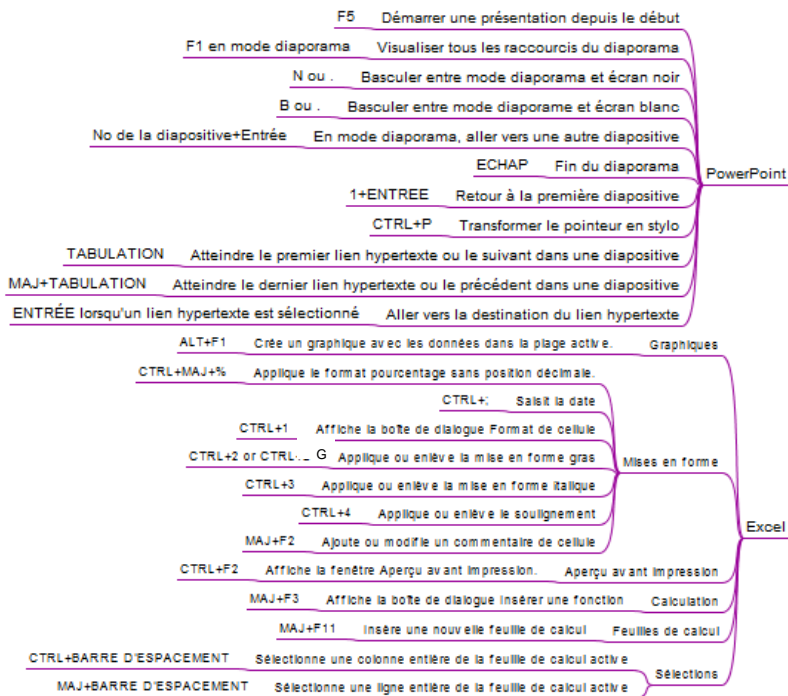 F5 Démarrer une présentation depuis le début
F1 en mode diaporama Visualiser tous les raccourcis du diaporama
N ou . Basculer entre mode diaporama et écran noir
B ou . Basculer entre mode diaporame et écran blanc
No de la diapositive+Entrée En mode diaporama, aller vers une autre diapositive
ECHAP Fin du diaporama
PowerPoint
1+ENTREE Retour à la première diapositive
CTRL+P Transformer le pointeur en stylo
TABULATION Atteindre le premier lien hypertexte ou le suivant dans une diapositive
MAJ+TABULATION Atteindre le dernier lien hypertexte ou le précédent dans une diapositive
ENTRÉE lorsqu'un lien hypertexte est sélectionné Aller vers la destination du lien hypertexte
ALT+F1 Crée un graphique avec les données dans la plage active. Graphiques
CTRL+MAJ+% Applique le format pourcentage sans position décimale.
CTRL+; Saisit la date
CTRL+1 Affiche la boîte de dialogue Format de cellule
CTRL+2 or CTRL G Applique ou enlève la mise en forme gras
Mises en forme
CTRL+3 Applique ou enlève la mise en forme italique
CTRL+4 Applique ou enlève le soulignement
Excel
MAJ+F2 Ajoute ou modifie un commentaire de cellule
CTRL+F2 Affiche la fenêtre Aperçu avant Impression. Aperçu avant Impression
MAJ+F3 Affiche la boîte de dialogue Insérer une fonction Calculation
MAJ+F11 Insère une nouvelle feuille de calcul Feuilles de calcul
CTRL+BARRE D'ESPACEMENT Sélectionne une colonne entière de la feuille de calcul active
Sélections
MAJ+BARRE D'ESPACEMENT Sélectionne une ligne entière de la feuille de calcul active